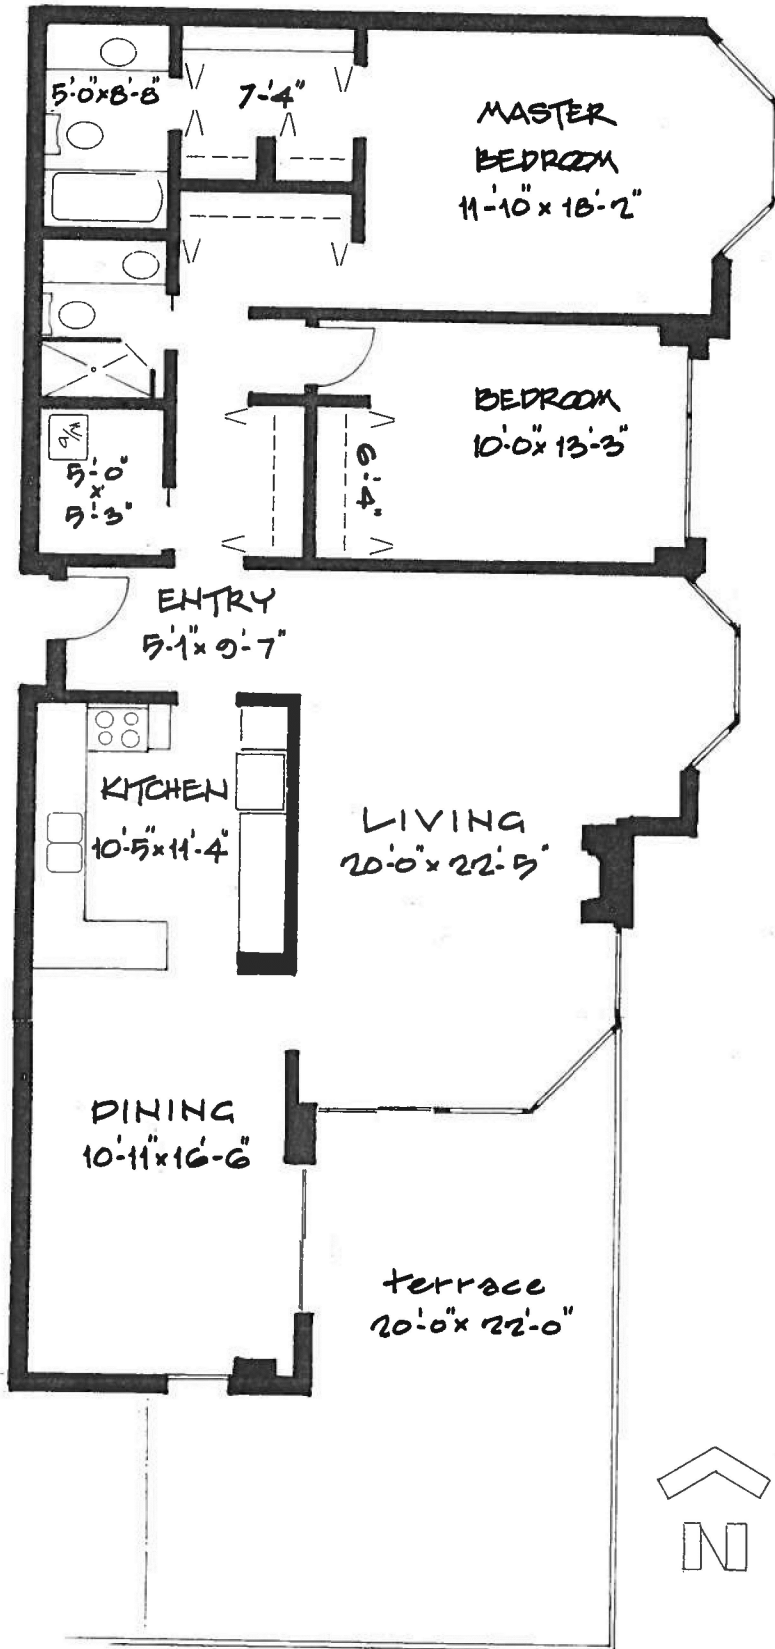 5'-0"x8'-8"
7'-4"
MASTER
BEDROOM
11'-10" x 18'-2"
BEDROOM
10'-0"x 13'-3"
6'-4"
W/D
5'-0"
x
5'-3"
ENTRY
5'-1"x 9'-7"
KITCHEN
10'-5"x11'-4"
LIVING
20'-0"x 22'-5"
DINING
10'-11"x16'-6"
terrace
20'-0"x 22'-0"
N